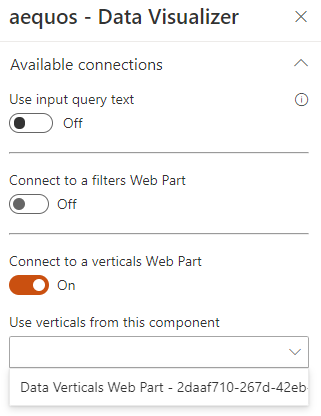 aequos - Data Visualizer
Available connections
Use input query text
Off
Connect to a filters Web Part
Off
Connect to a verticals Web Part
On
Use verticals from this component
Data Verticals Web Part - 2daaf710-267d-42eb